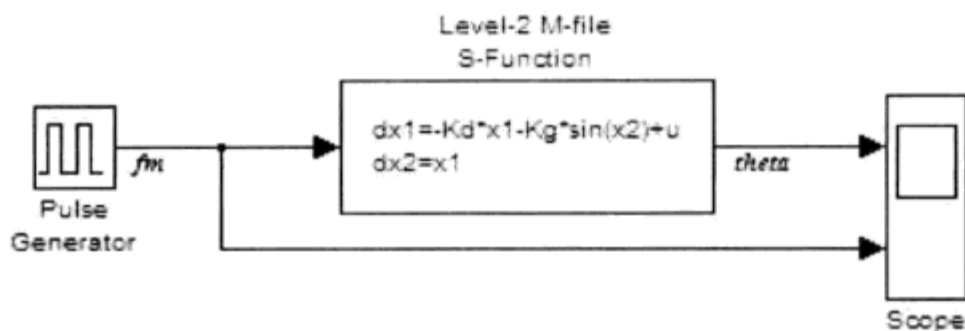 Level-2 M-file
S-Function
dx1=-Kd*x1-Kg*sin(x2)+u
dx2=x1
fm
theta
Pulse
Generator
Scope